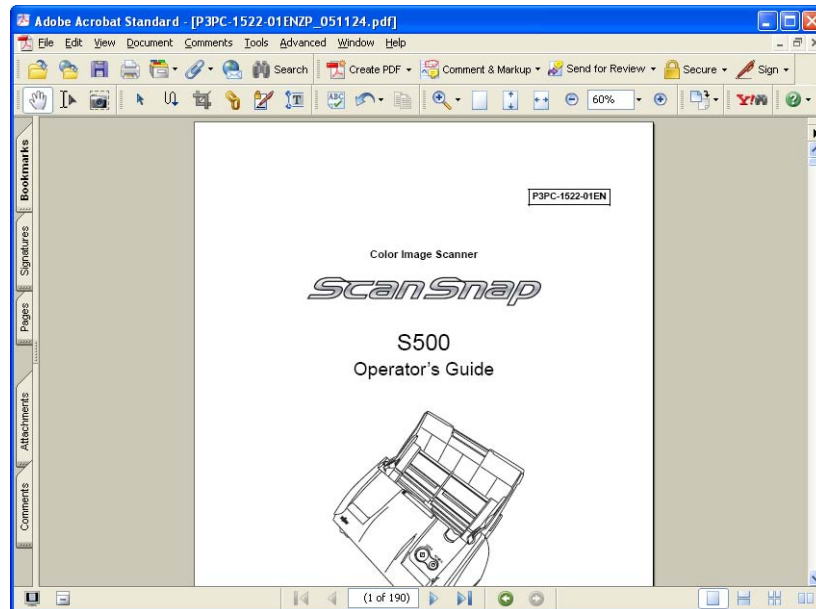 Adobe Acrobat Standard - [P3PC-1522-01ENZP_051124.pdf]
File Edit View Document Comments Tools Advanced Window Help
Search Create PDF Comment & Markup Send for Review Secure Sign
ABC 60% Y!
Bookmarks
Signatures
Pages
Attachments
Comments
P3PC-1522-01EN
Color Image Scanner
ScanSnap
S500
Operator's Guide
(1 of 190)